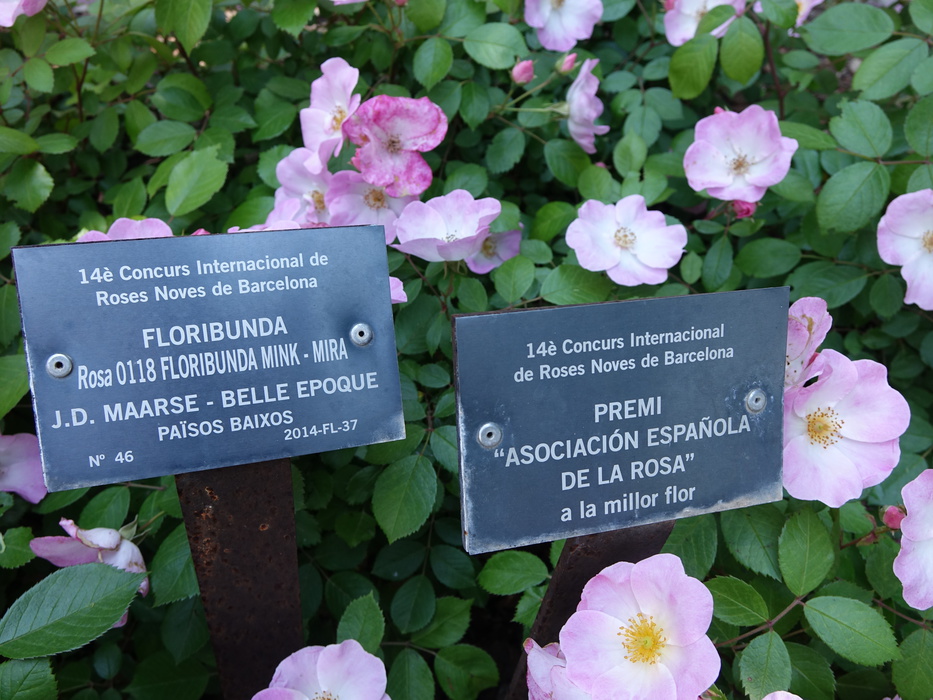 14è Concurs Internacional de
Roses Noves de Barcelona
FLORIBUNDA
Rosa 0118 FLORIBUNDA MINK - MIRA
J.D. MAARSE - BELLE EPOQUE
PAÏSOS BAIXOS
2014-FL-37
Nº 46
14è Concurs Internacional
de Roses Noves de Barcelona
PREMI
“ASOCIACIÓN ESPAÑOLA
DE LA ROSA”
a la millor flor